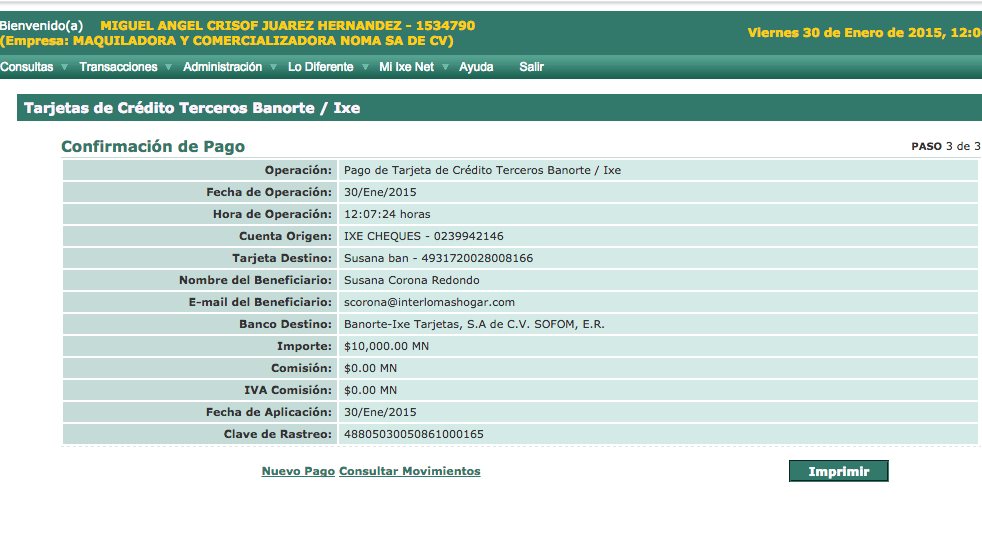 Bienvenido(a) MIGUEL ANGEL CRISOF JUAREZ HERNANDEZ - 1534790
(Empresa: MAQUILADORA Y COMERCIALIZADORA NOMA SA DE CV)
Viernes 30 de Enero de 2015, 12:0
Consultas Transacciones Administración Lo Diferente Mi Ixe Net Ayuda Salir
Tarjetas de Crédito Terceros Banorte / Ixe
Confirmación de Pago PASO 3 de 3
Operación: Pago de Tarjeta de Crédito Terceros Banorte / Ixe
Fecha de Operación: 30/Ene/2015
Hora de Operación: 12:07:24 horas
Cuenta Origen: IXE CHEQUES - 0239942146
Tarjeta Destino: Susana ban - 4931720028008166
Nombre del Beneficiario: Susana Corona Redondo
E-mail del Beneficiario: scorona@interlomashogar.com
Banco Destino: Banorte-Ixe Tarjetas, S.A de C.V. SOFOM, E.R.
Importe: $10,000.00 MN
Comisión: $0.00 MN
IVA Comisión: $0.00 MN
Fecha de Aplicación: 30/Ene/2015
Clave de Rastreo: 48805030050861000165
Nuevo Pago Consultar Movimientos Imprimir